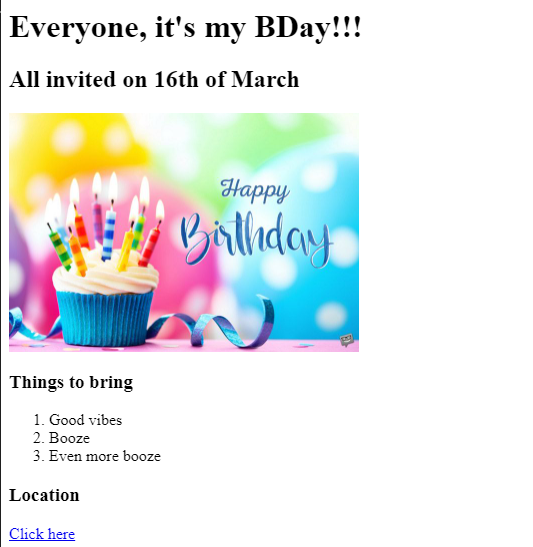 Everyone, it's my BDay!!!
All invited on 16th of March
Happy
Birthday
Things to bring
1. Good vibes
2. Booze
3. Even more booze
Location
Click here